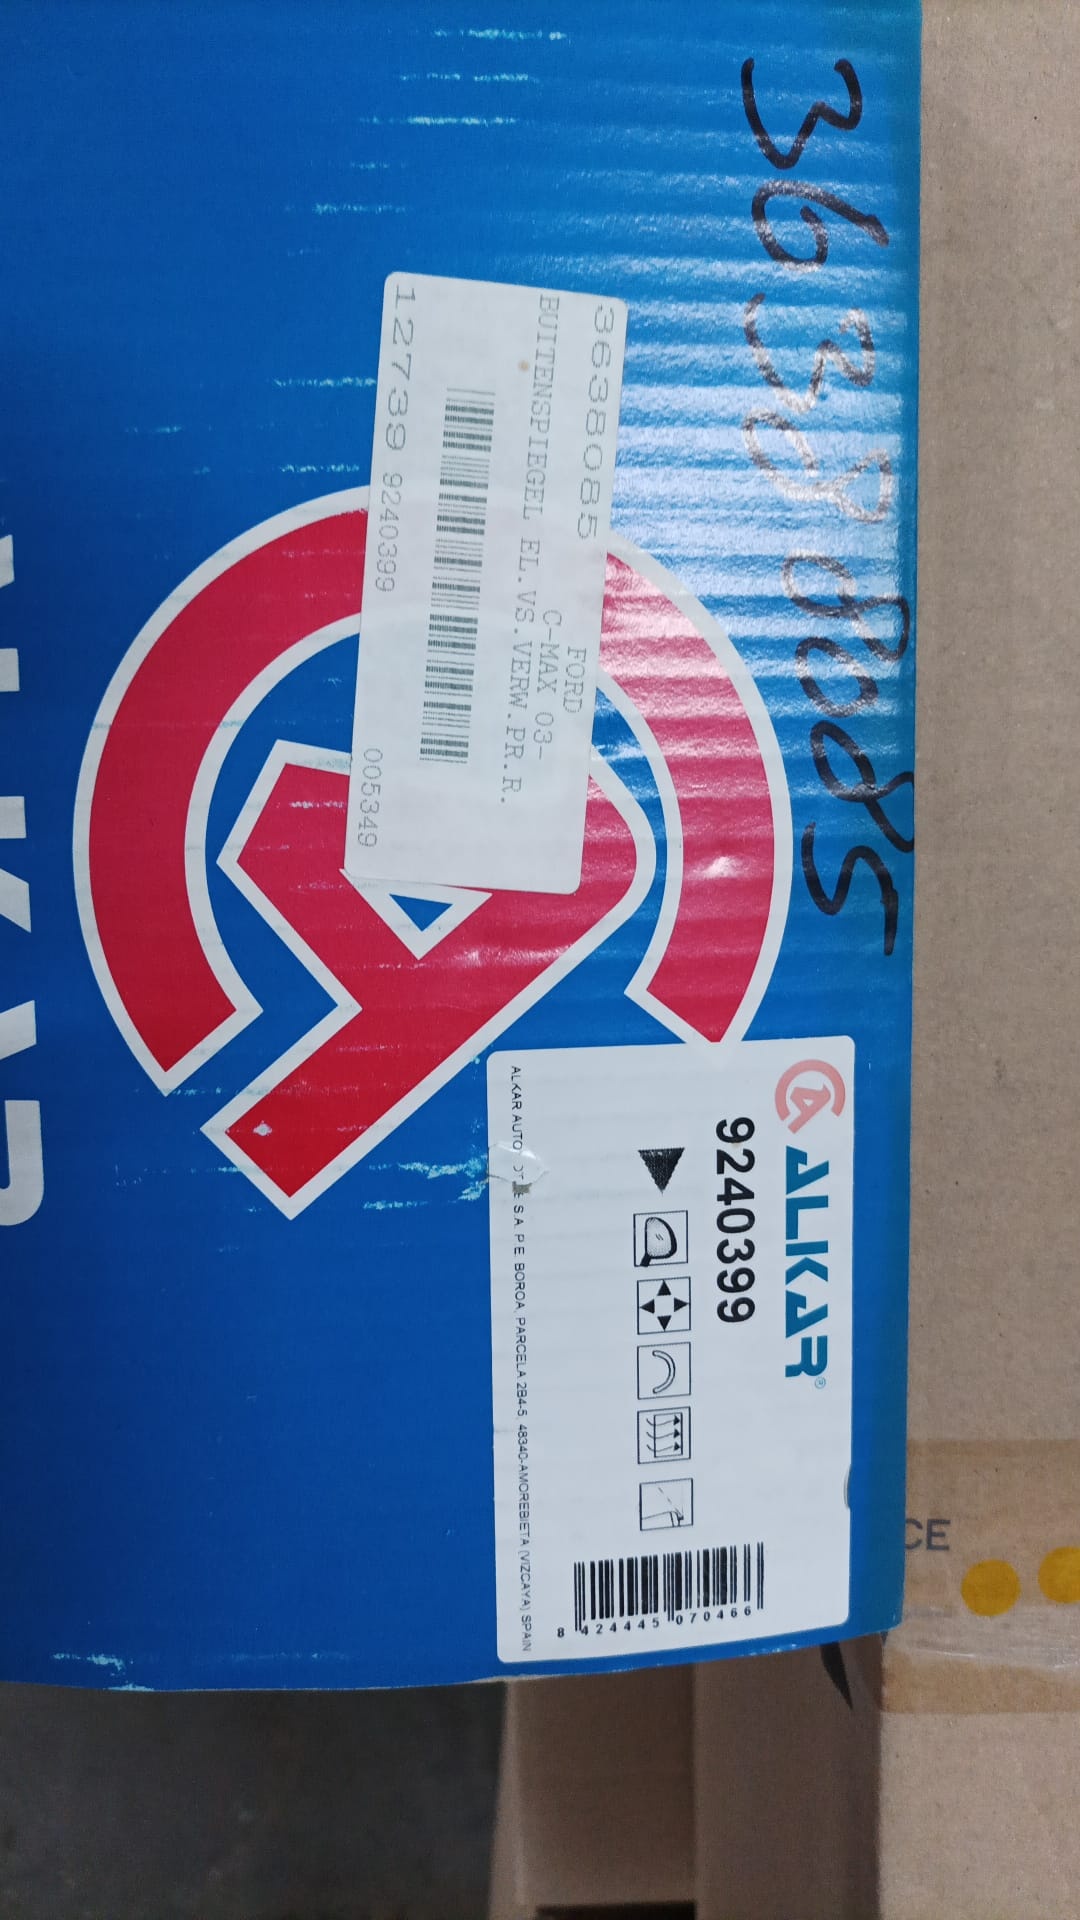 3638085
3638085
FORD
C-MAX 03-
BUITENSPIEGEL EL.VS.VERW.PR.R.
12739 9240399
005349
ALKAR®
9240399
8 424445 070466
S.A. P.E. BOROA, PARCELA 2B4-5, 48340-AMOREBIETA (VIZCAYA) SPAIN
ALKAR AUTO
ALKAR
CE